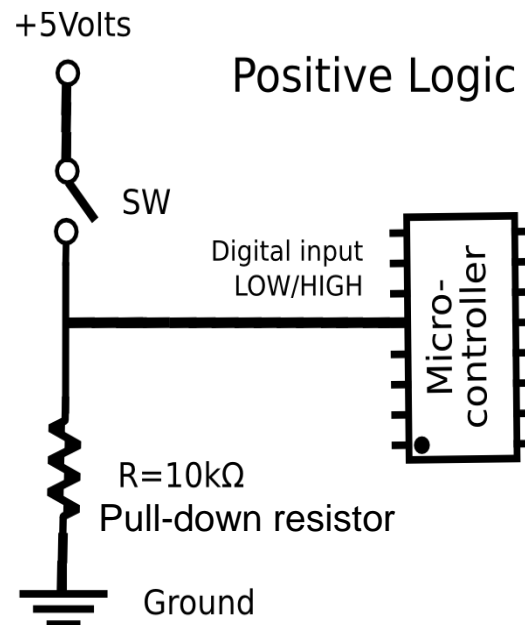 +5Volts
Positive Logic
SW
Digital input
LOW/HIGH
Micro-
controller
R=10kΩ
Pull-down resistor
Ground